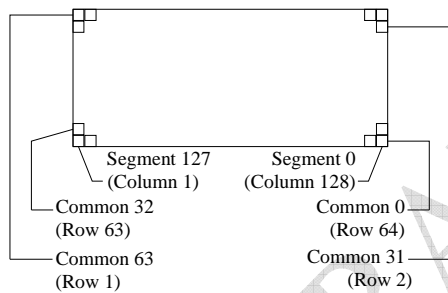 Segment 127
(Column 1)
Segment 0
(Column 128)
Common 32
(Row 63)
Common 0
(Row 64)
Common 63
(Row 1)
Common 31
(Row 2)